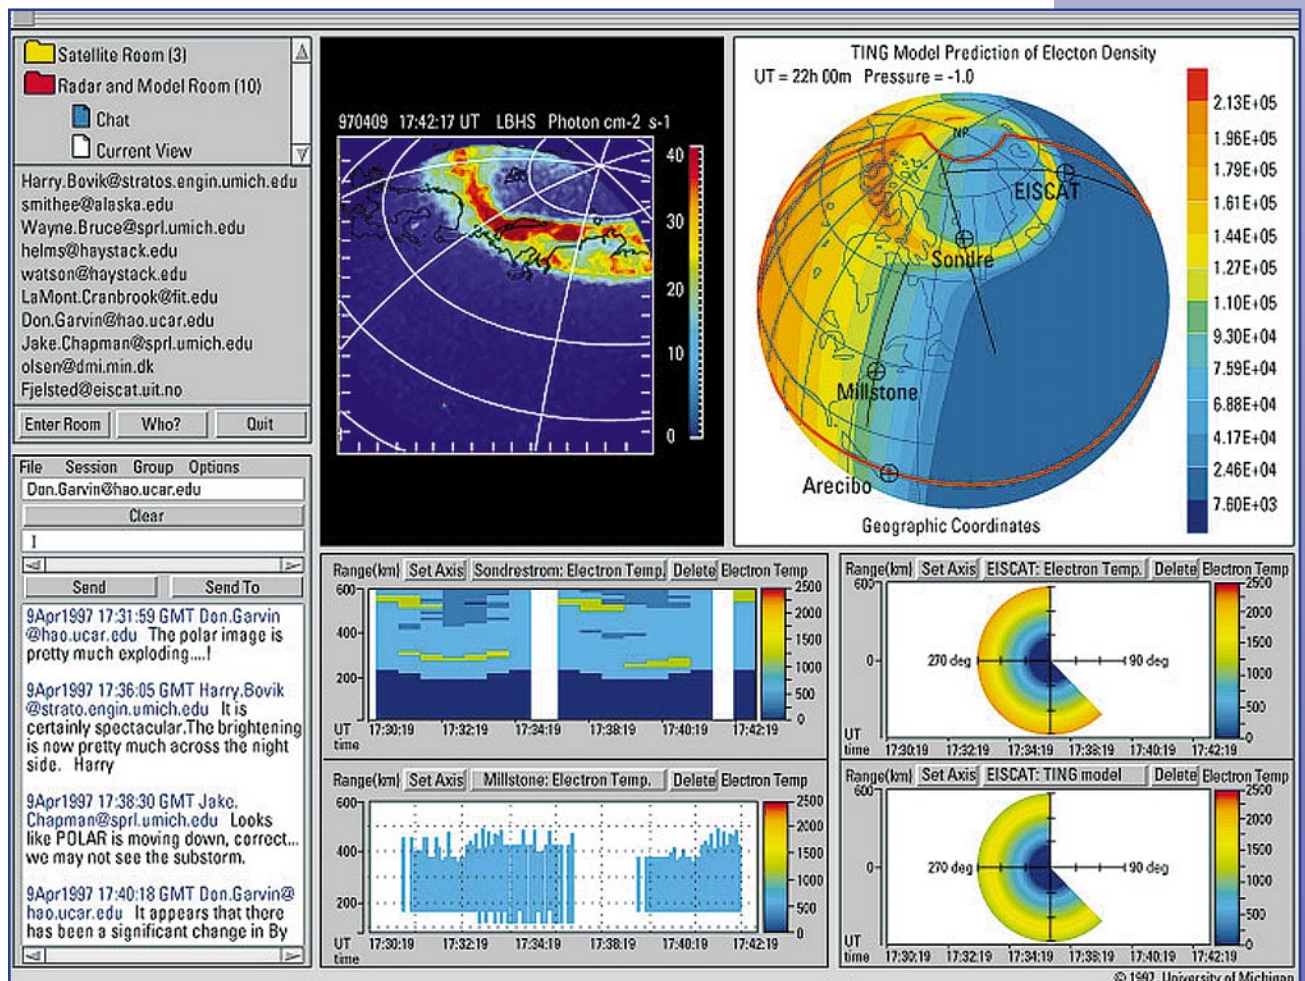 Satellite Room (3)
Radar and Model Room (10)
Chat
Current View
Harry.Bovik@stratos.engin.umich.edu
smithee@alaska.edu
Wayne.Bruce@sprl.umich.edu
helms@haystack.edu
watson@haystack.edu
LaMont.Cranbrook@fit.edu
Don.Garvin@hao.ucar.edu
Jake.Chapman@sprl.umich.edu
olsen@dmi.min.dk
Fjelsted@eiscat.uit.no
Enter Room Who? Quit
File Session Group Options
Don.Garvin@hao.ucar.edu
Clear
I
Send Send To
9Apr1997 17:31:59 GMT Don.Garvin
@hao.ucar.edu The polar image is
pretty much exploding....!
9Apr1997 17:36:05 GMT Harry.Bovik
@strato.engin.umich.edu It is
certainly spectacular.The brightening
is now pretty much across the night
side. Harry
9Apr1997 17:38:30 GMT Jake.
Chapman@sprl.umich.edu Looks
like POLAR is moving down, correct...
we may not see the substorm.
9Apr1997 17:40:18 GMT Don.Garvin@
hao.ucar.edu It appears that there
has been a significant change in By
970409 17:42:17 UT LBHS Photon cm-2 s-1
40
30
20
10
0
TING Model Prediction of Electon Density
UT = 22h 00m Pressure = -1.0
NP
EISCAT
Sondre
Millstone
Arecibo
Geographic Coordinates
2.13E+05
1.96E+05
1.79E+05
1.61E+05
1.44E+05
1.27E+05
1.10E+05
9.30E+04
7.59E+04
6.88E+04
4.17E+04
2.46E+04
7.60E+03
Range(km) Set Axis Sondrestrom: Electron Temp. Delete Electron Temp
600
400
200
2500
2000
1500
1000
500
0
UT
time
17:30:19 17:32:19 17:34:19 17:38:19 17:40:19 17:42:19
Range(km) Set Axis EISCAT: Electron Temp. Delete Electron Temp
600
0
270 deg 90 deg
2500
2000
1500
1000
500
0
UT
time
17:30:19 17:32:19 17:34:19 17:38:19 17:40:19 17:42:19
Range(km) Set Axis Millstone: Electron Temp. Delete Electron Temp
600
400
200
2500
2000
1500
1000
500
0
UT
time
17:30:19 17:32:19 17:34:19 17:38:19 17:40:19 17:42:19
Range(km) Set Axis EISCAT: TING model Delete Electron Temp
600
0
270 deg 90 deg
2500
2000
1500
1000
500
0
UT
time
17:30:19 17:32:19 17:34:19 17:38:19 17:40:19 17:42:19
© 1997 University of Michigan